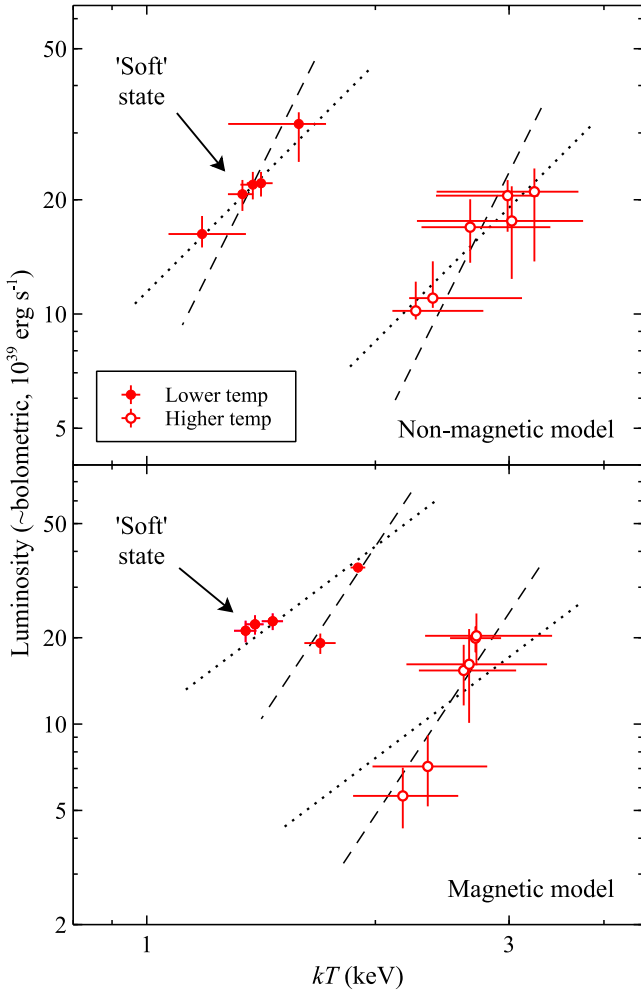 50
'Soft'
state
20
10
Lower temp
Higher temp
5
Non-magnetic model
Luminosity (~bolometric, 10³⁹ erg s⁻¹)
50
'Soft'
state
20
10
5
Magnetic model
2
1
3
kT (keV)